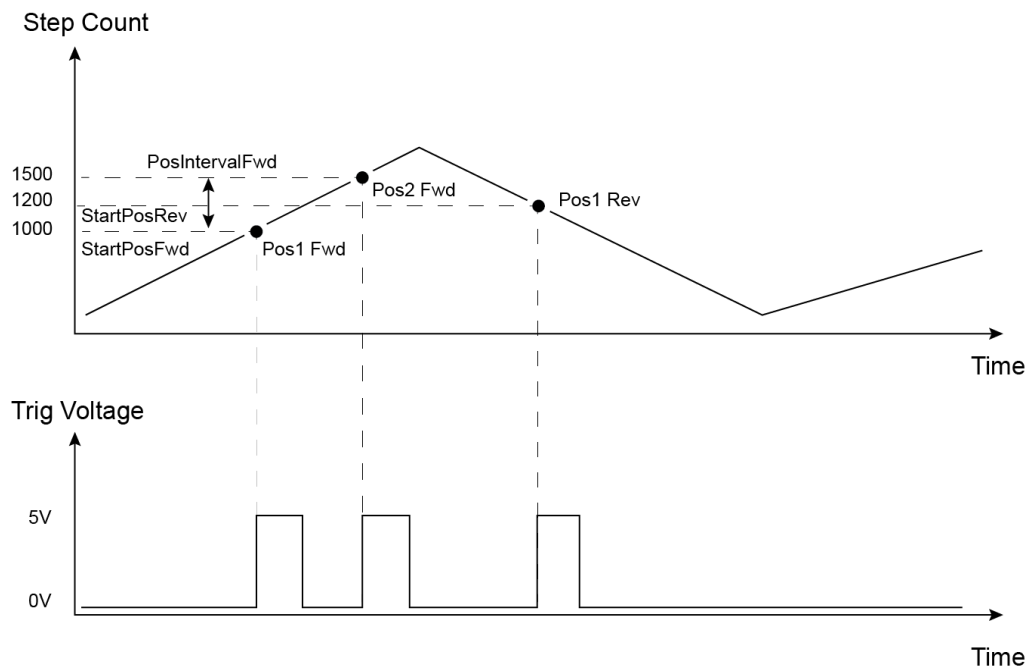 Step Count
1500
PosIntervalFwd
Pos2 Fwd
1200
StartPosRev
Pos1 Rev
1000
StartPosFwd
Pos1 Fwd
Time
Trig Voltage
5V
0V
Time